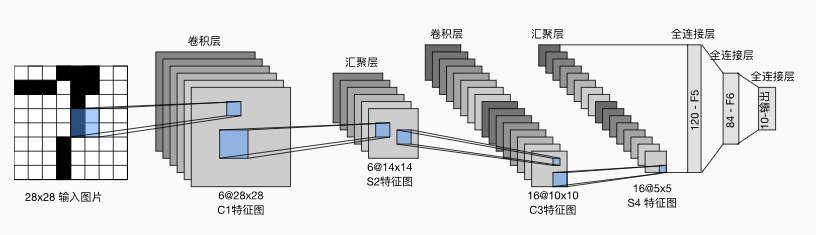 卷积层
汇聚层
卷积层
汇聚层
全连接层
全连接层
全连接层
120 - F5
84 - F6
10-输出
28x28 输入图片
6@28x28
C1特征图
6@14x14
S2特征图
16@10x10
C3特征图
16@5x5
S4 特征图